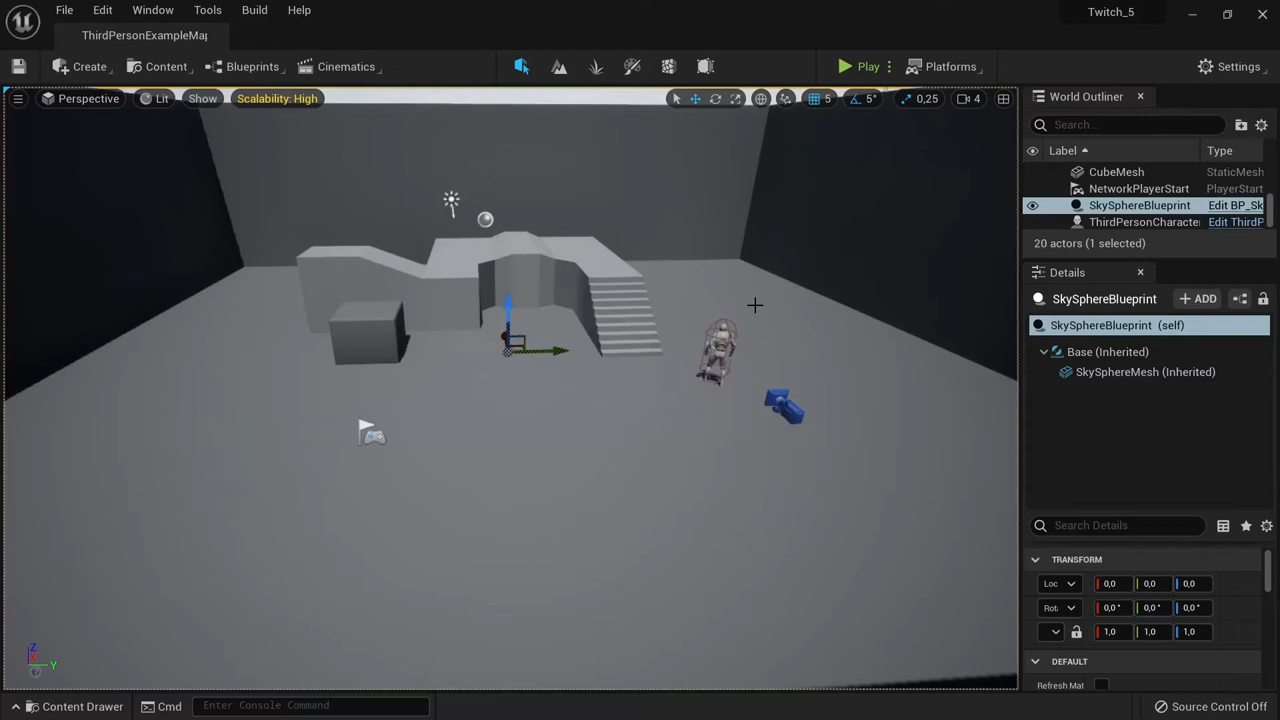 File Edit Window Tools Build Help
Twitch_5
ThirdPersonExampleMap
Create Content Blueprints Cinematics Play Platforms Settings
Perspective Lit Show Scalability: High 5 5° 0,25 4
World Outliner
Search...
Label Type
CubeMesh StaticMesh
NetworkPlayerStart PlayerStart
SkySphereBlueprint Edit BP_Sk
ThirdPersonCharacte Edit ThirdP
20 actors (1 selected)
Details
SkySphereBlueprint + ADD
SkySphereBlueprint (self)
Base (Inherited)
SkySphereMesh (Inherited)
Search Details
TRANSFORM
Loc 0,0 0,0 0,0
Rot 0,0 ° 0,0 ° 0,0 °
1,0 1,0 1,0
DEFAULT
Refresh Mat
Z
X
Y
Content Drawer Cmd Enter Console Command Source Control Off